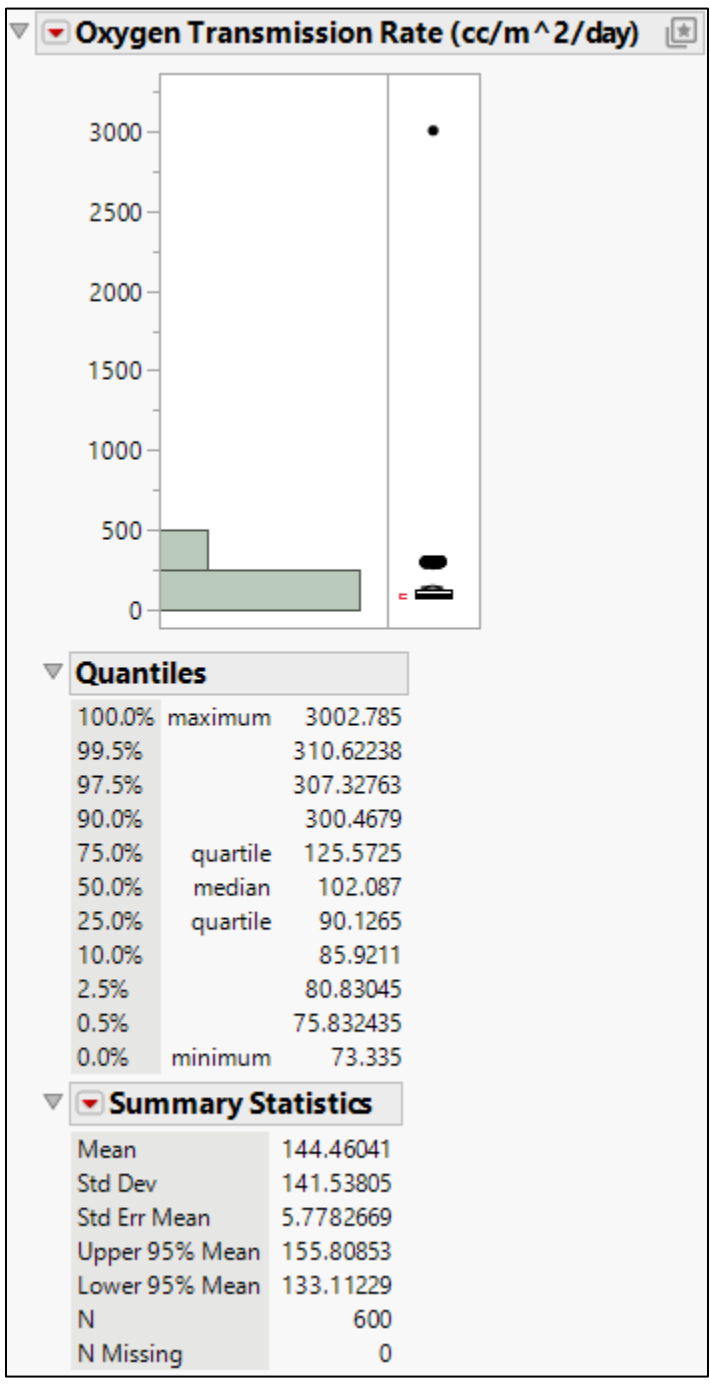 Oxygen Transmission Rate (cc/m^2/day)
3000
2500
2000
1500
1000
500
0
Quantiles
100.0% maximum 3002.785
99.5% 310.62238
97.5% 307.32763
90.0% 300.4679
75.0% quartile 125.5725
50.0% median 102.087
25.0% quartile 90.1265
10.0% 85.9211
2.5% 80.83045
0.5% 75.832435
0.0% minimum 73.335
Summary Statistics
Mean 144.46041
Std Dev 141.53805
Std Err Mean 5.7782669
Upper 95% Mean 155.80853
Lower 95% Mean 133.11229
N 600
N Missing 0